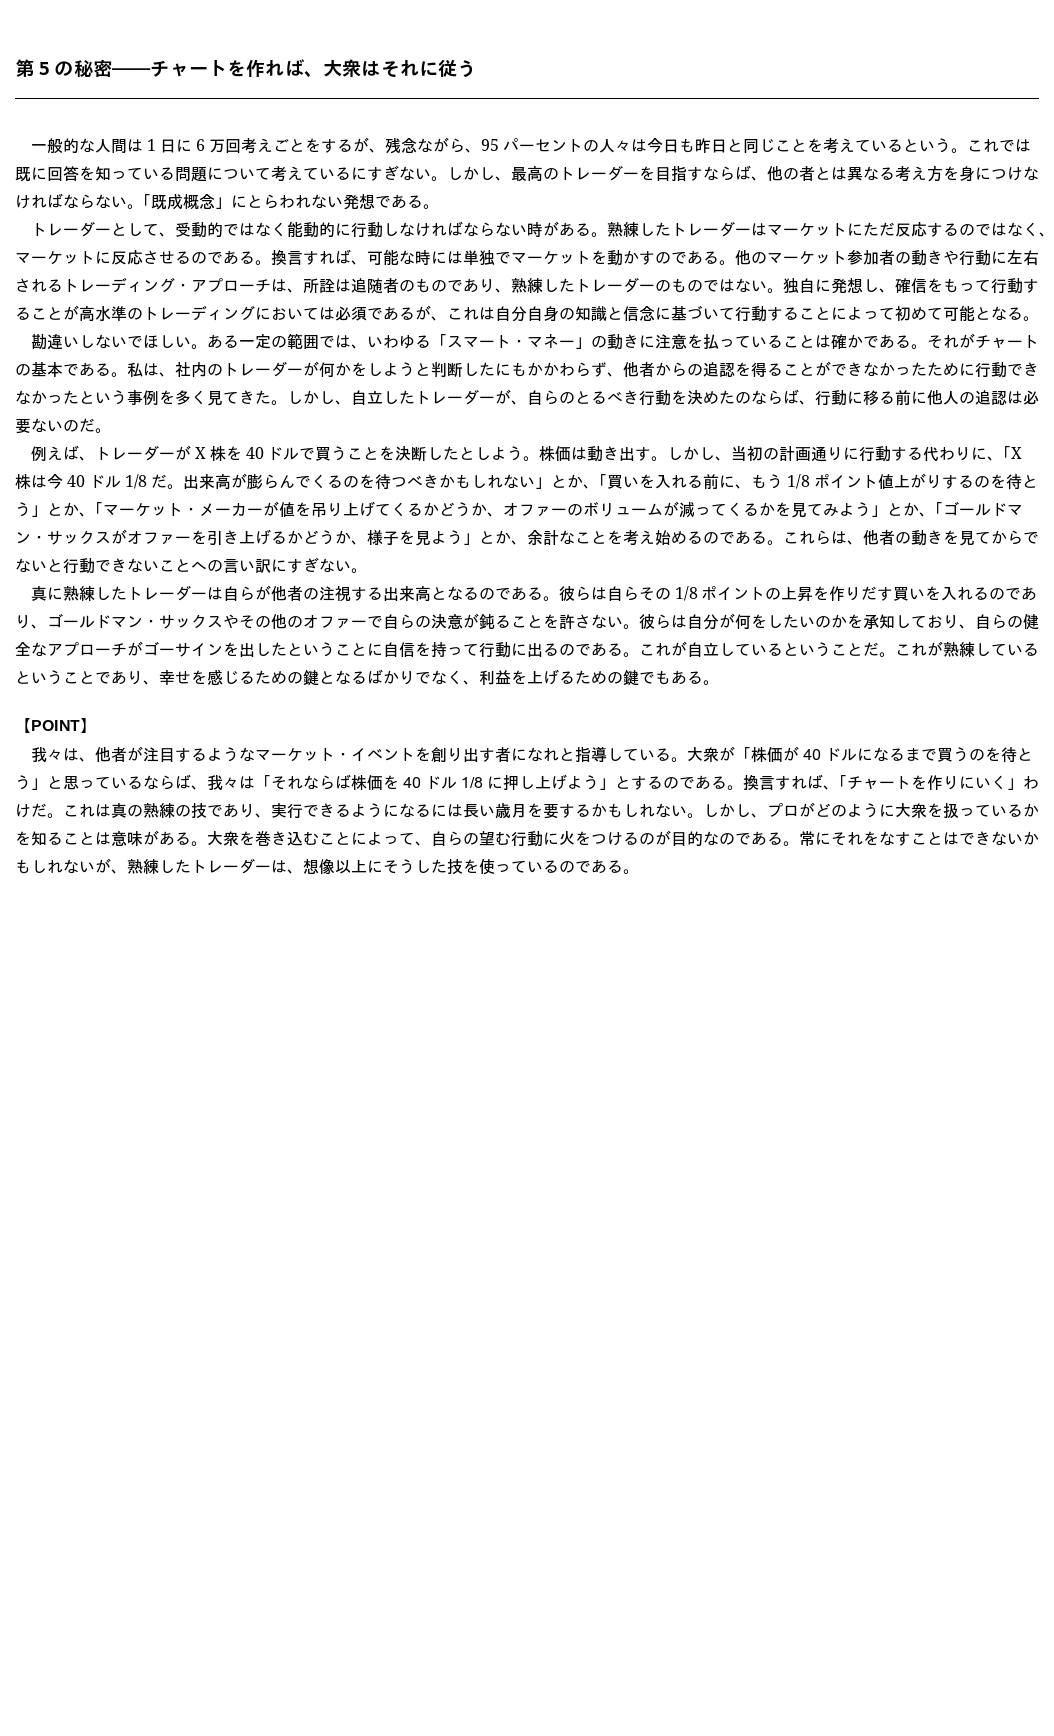 第 5 の秘密――チャートを作れば、大衆はそれに従う
　一般的な人間は 1 日に 6 万回考えごとをするが、残念ながら、95 パーセントの人々は今日も昨日と同じことを考えているという。これでは
既に回答を知っている問題について考えているにすぎない。しかし、最高のトレーダーを目指すならば、他の者とは異なる考え方を身につけな
ければならない。「既成概念」にとらわれない発想である。
　トレーダーとして、受動的ではなく能動的に行動しなければならない時がある。熟練したトレーダーはマーケットにただ反応するのではなく、
マーケットに反応させるのである。換言すれば、可能な時には単独でマーケットを動かすのである。他のマーケット参加者の動きや行動に左右
されるトレーディング・アプローチは、所詮は追随者のものであり、熟練したトレーダーのものではない。独自に発想し、確信をもって行動す
ることが高水準のトレーディングにおいては必須であるが、これは自分自身の知識と信念に基づいて行動することによって初めて可能となる。
　勘違いしないでほしい。ある一定の範囲では、いわゆる「スマート・マネー」の動きに注意を払っていることは確かである。それがチャート
の基本である。私は、社内のトレーダーが何かをしようと判断したにもかかわらず、他者からの追認を得ることができなかったために行動でき
なかったという事例を多く見てきた。しかし、自立したトレーダーが、自らのとるべき行動を決めたのならば、行動に移る前に他人の追認は必
要ないのだ。
　例えば、トレーダーが X 株を 40 ドルで買うことを決断したとしよう。株価は動き出す。しかし、当初の計画通りに行動する代わりに、「X
株は今 40 ドル 1/8 だ。出来高が膨らんでくるのを待つべきかもしれない」とか、「買いを入れる前に、もう 1/8 ポイント値上がりするのを待と
う」とか、「マーケット・メーカーが値を吊り上げてくるかどうか、オファーのボリュームが減ってくるかを見てみよう」とか、「ゴールドマ
ン・サックスがオファーを引き上げるかどうか、様子を見よう」とか、余計なことを考え始めるのである。これらは、他者の動きを見てからで
ないと行動できないことへの言い訳にすぎない。
　真に熟練したトレーダーは自らが他者の注視する出来高となるのである。彼らは自らその 1/8 ポイントの上昇を作りだす買いを入れるのであ
り、ゴールドマン・サックスやその他のオファーで自らの決意が鈍ることを許さない。彼らは自分が何をしたいのかを承知しており、自らの健
全なアプローチがゴーサインを出したということに自信を持って行動に出るのである。これが自立しているということだ。これが熟練している
ということであり、幸せを感じるための鍵となるばかりでなく、利益を上げるための鍵でもある。
【POINT】
　我々は、他者が注目するようなマーケット・イベントを創り出す者になれと指導している。大衆が「株価が 40 ドルになるまで買うのを待と
う」と思っているならば、我々は「それならば株価を 40 ドル 1/8 に押し上げよう」とするのである。換言すれば、「チャートを作りにいく」わ
けだ。これは真の熟練の技であり、実行できるようになるには長い歳月を要するかもしれない。しかし、プロがどのように大衆を扱っているか
を知ることは意味がある。大衆を巻き込むことによって、自らの望む行動に火をつけるのが目的なのである。常にそれをなすことはできないか
もしれないが、熟練したトレーダーは、想像以上にそうした技を使っているのである。